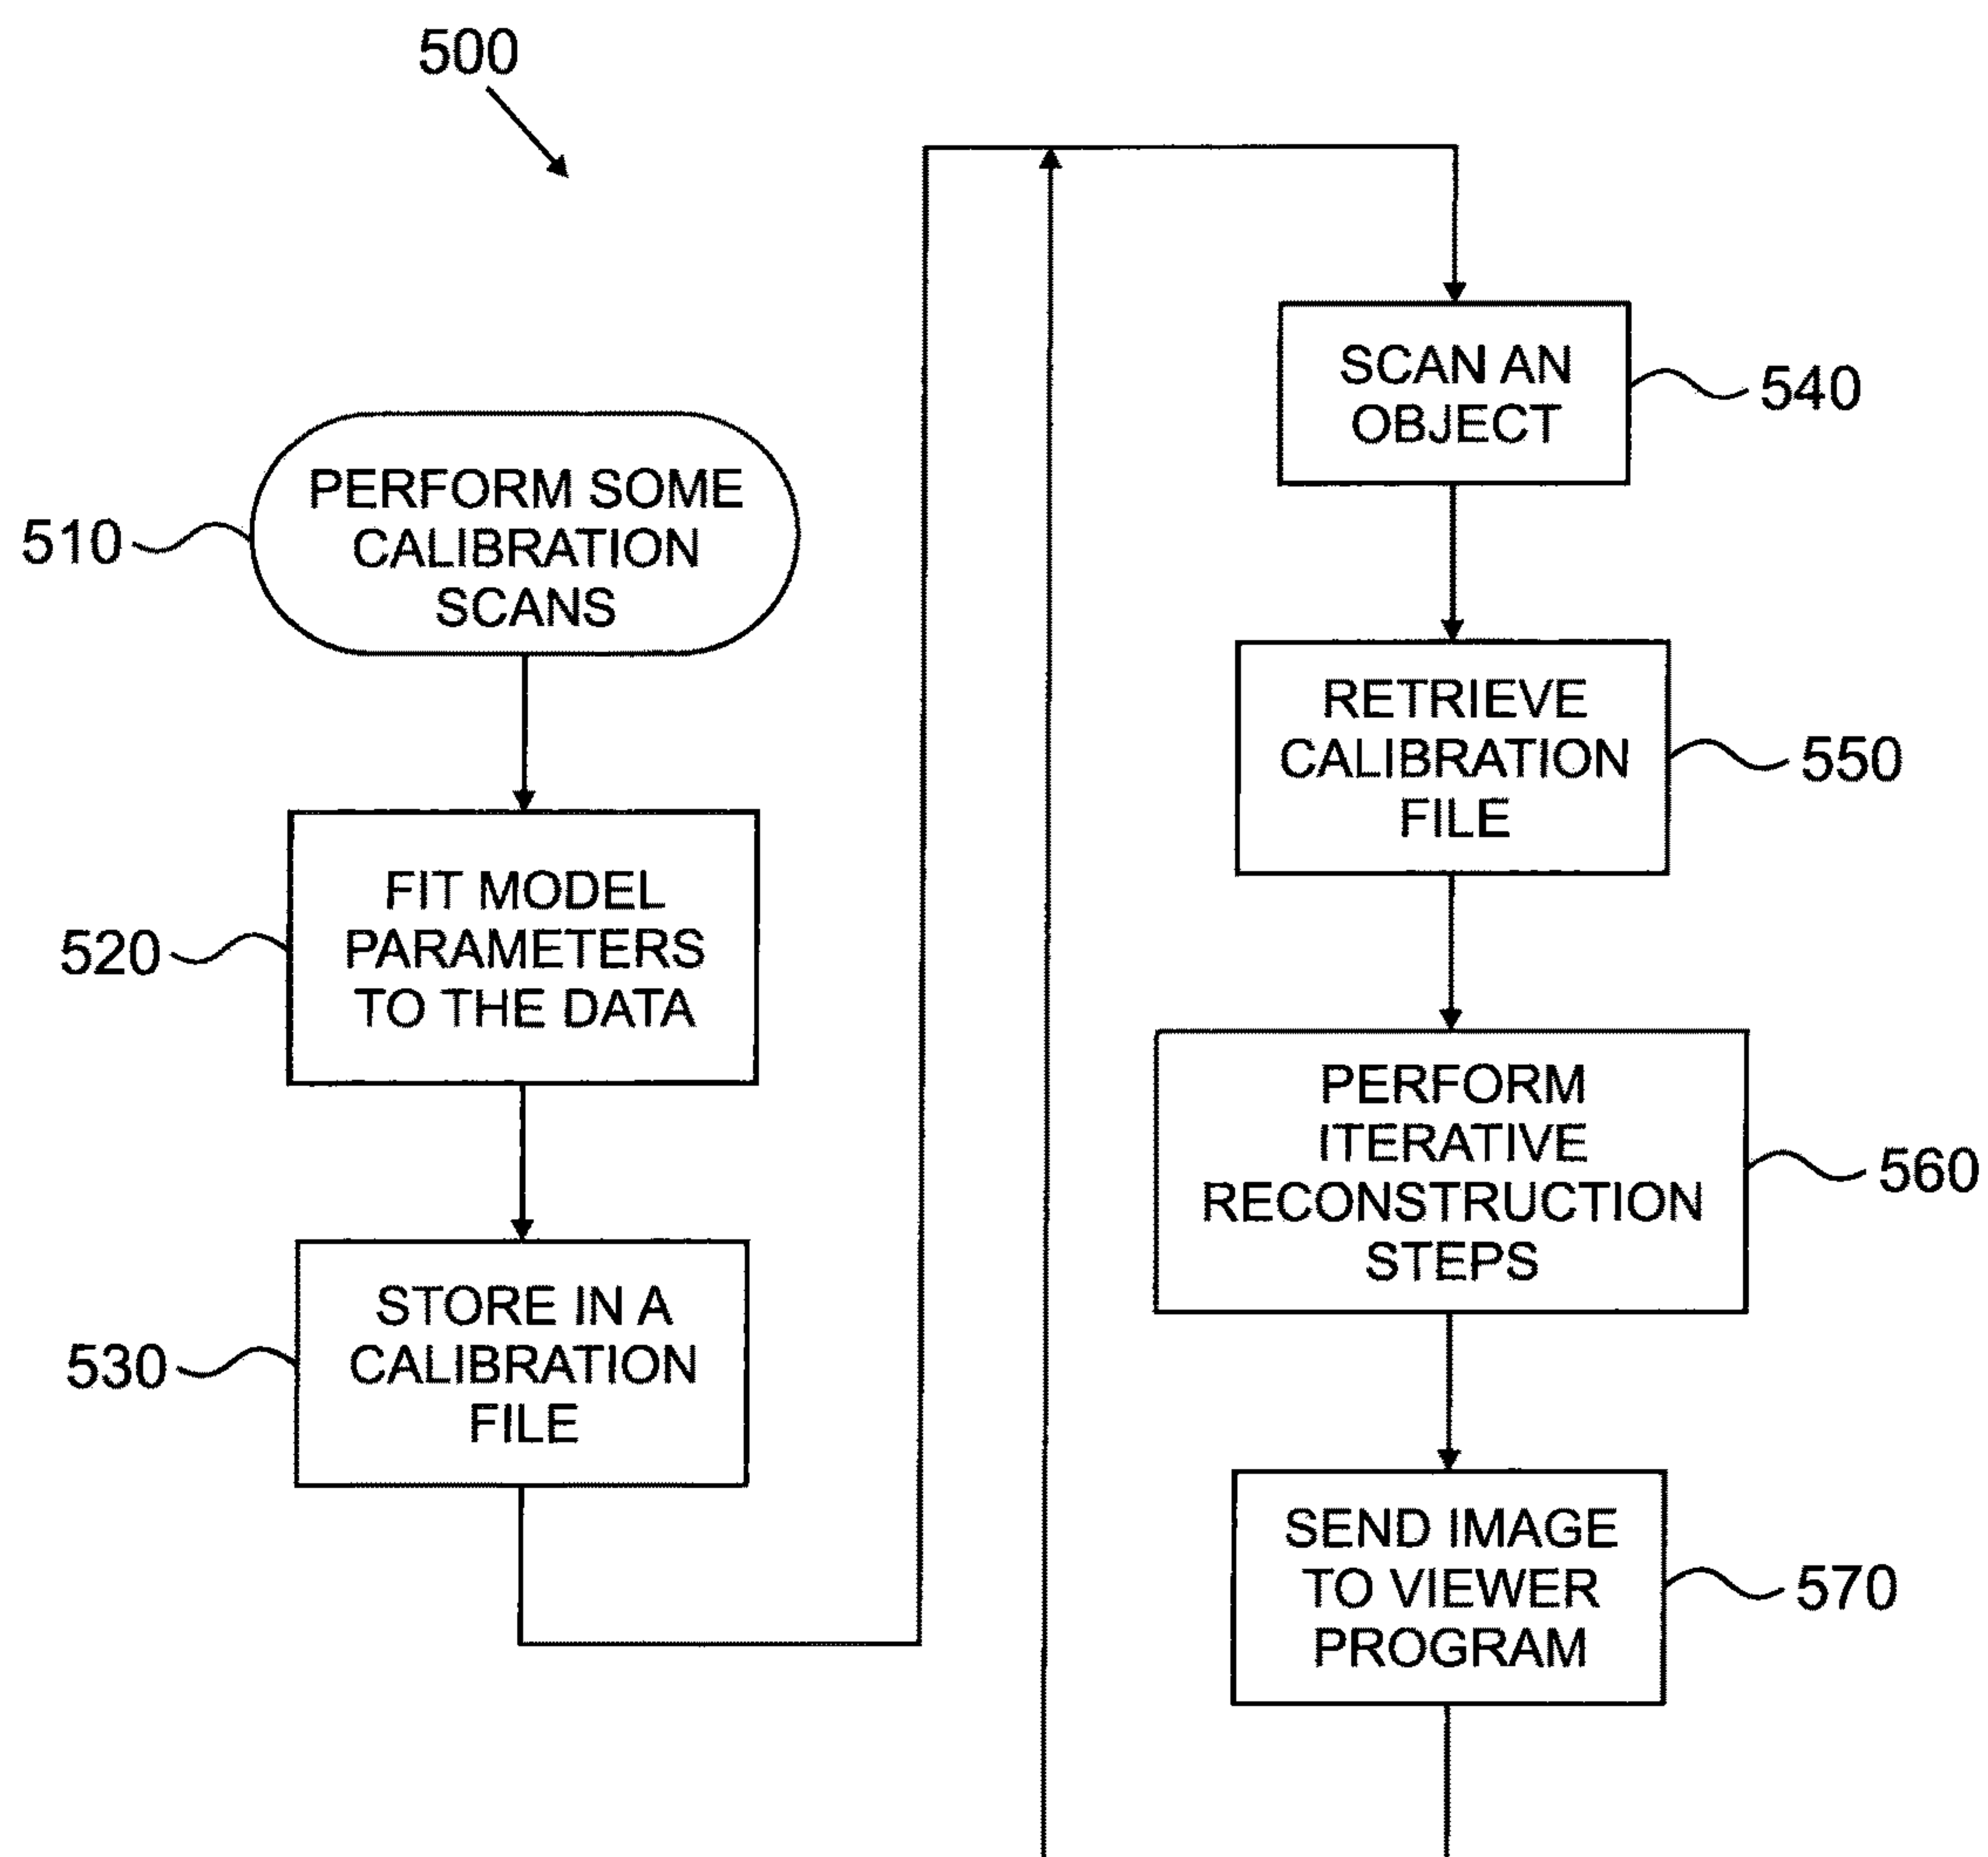 500
510
PERFORM SOME
CALIBRATION
SCANS
520
FIT MODEL
PARAMETERS
TO THE DATA
530
STORE IN A
CALIBRATION
FILE
SCAN AN
OBJECT
540
RETRIEVE
CALIBRATION
FILE
550
PERFORM
ITERATIVE
RECONSTRUCTION
STEPS
560
SEND IMAGE
TO VIEWER
PROGRAM
570